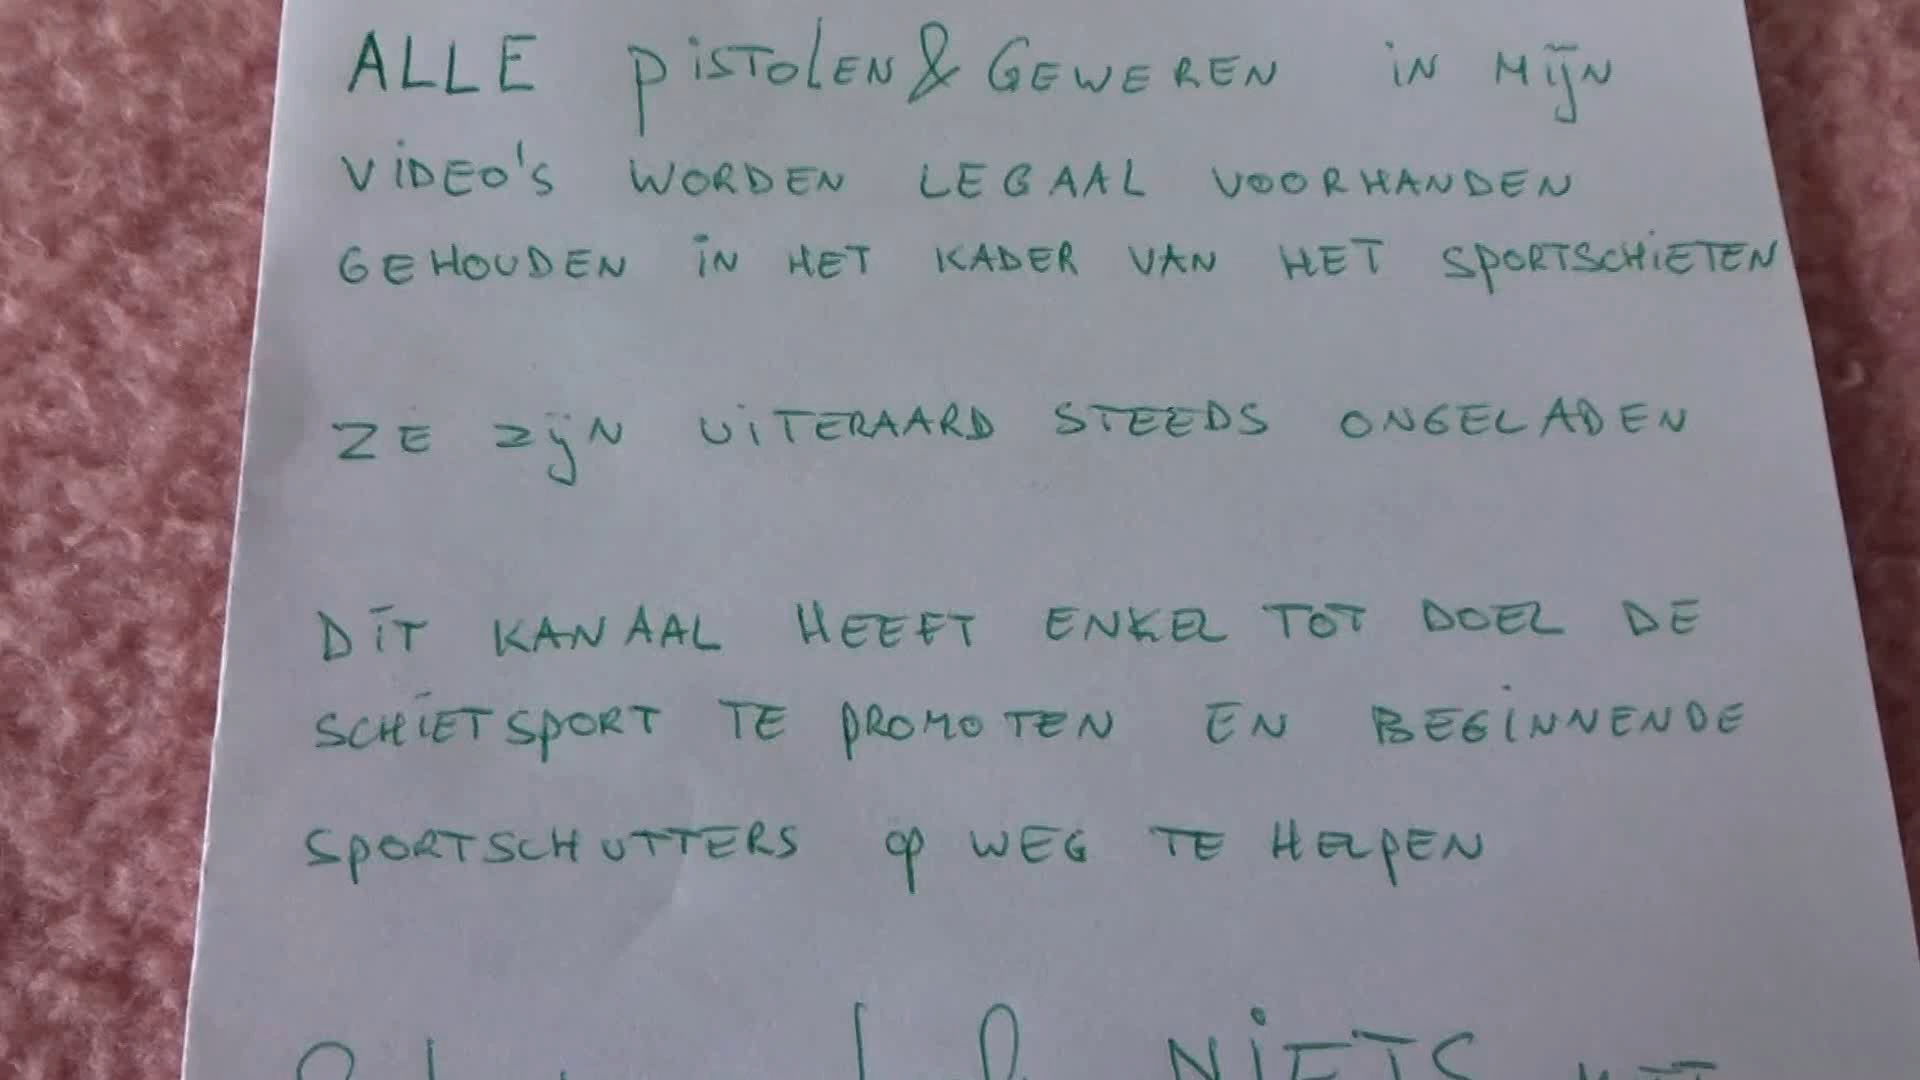 ALLE PISTOLEN & GEWEREN IN MIJN
VIDEO'S WORDEN LEGAAL VOORHANDEN
GEHOUDEN IN HET KADER VAN HET SPORTSCHIETEN
ZE ZIJN UITERAARD STEEDS ONGELADEN
DIT KANAAL HEEFT ENKEL TOT DOEL DE
SCHIETSPORT TE PROMOTEN EN BEGINNENDE
SPORTSCHUTTERS OP WEG TE HELPEN
NIETS